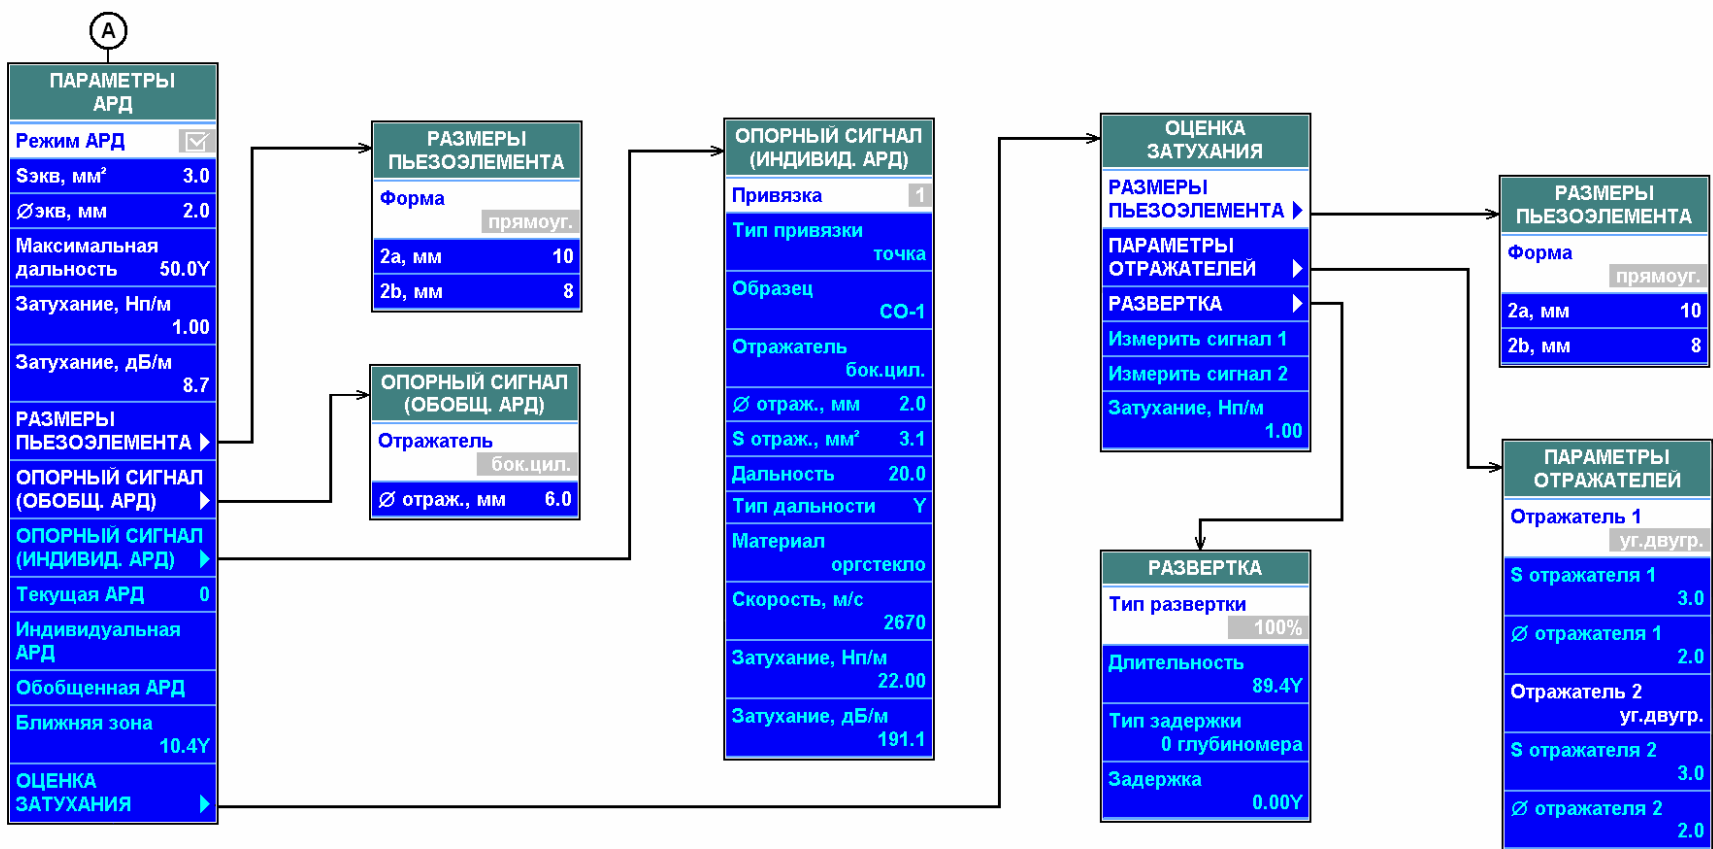 A
ПАРАМЕТРЫ
АРД
Режим АРД
Sэкв, мм² 3.0
∅экв, мм 2.0
Максимальная
дальность 50.0Y
Затухание, Нп/м
1.00
Затухание, дБ/м
8.7
РАЗМЕРЫ
ПЬЕЗОЭЛЕМЕНТА
ОПОРНЫЙ СИГНАЛ
(ОБОБЩ. АРД)
ОПОРНЫЙ СИГНАЛ
(ИНДИВИД. АРД)
Текущая АРД 0
Индивидуальная
АРД
Обобщенная АРД
Ближняя зона
10.4Y
ОЦЕНКА
ЗАТУХАНИЯ
РАЗМЕРЫ
ПЬЕЗОЭЛЕМЕНТА
Форма
прямоуг.
2a, мм 10
2b, мм 8
ОПОРНЫЙ СИГНАЛ
(ОБОБЩ. АРД)
Отражатель
бок.цил.
∅ отраж., мм 6.0
ОПОРНЫЙ СИГНАЛ
(ИНДИВИД. АРД)
Привязка 1
Тип привязки
точка
Образец
СО-1
Отражатель
бок.цил.
∅ отраж., мм 2.0
S отраж., мм² 3.1
Дальность 20.0
Тип дальности Y
Материал
оргстекло
Скорость, м/с
2670
Затухание, Нп/м
22.00
Затухание, дБ/м
191.1
ОЦЕНКА
ЗАТУХАНИЯ
РАЗМЕРЫ
ПЬЕЗОЭЛЕМЕНТА
ПАРАМЕТРЫ
ОТРАЖАТЕЛЕЙ
РАЗВЕРТКА
Измерить сигнал 1
Измерить сигнал 2
Затухание, Нп/м
1.00
РАЗВЕРТКА
Тип развертки
100%
Длительность
89.4Y
Тип задержки
0 глубиномера
Задержка
0.00Y
РАЗМЕРЫ
ПЬЕЗОЭЛЕМЕНТА
Форма
прямоуг.
2a, мм 10
2b, мм 8
ПАРАМЕТРЫ
ОТРАЖАТЕЛЕЙ
Отражатель 1
уг.двугр.
S отражателя 1
3.0
∅ отражателя 1
2.0
Отражатель 2
уг.двугр.
S отражателя 2
3.0
∅ отражателя 2
2.0